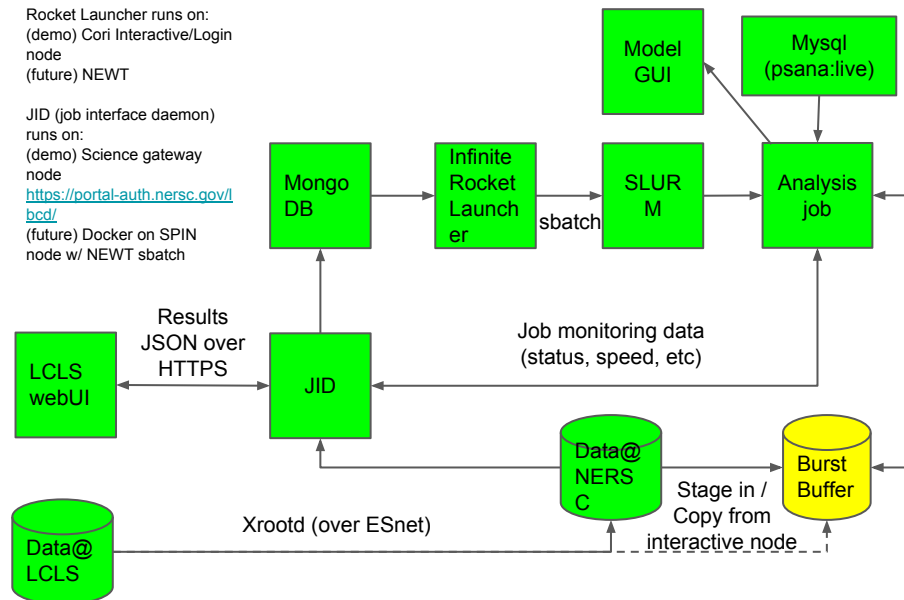 Rocket Launcher runs on:
(demo) Cori Interactive/Login
node
(future) NEWT
JID (job interface daemon)
runs on:
(demo) Science gateway
node
https://portal-auth.nersc.gov/l
bcd/
(future) Docker on SPIN
node w/ NEWT sbatch
Model
GUI
Mysql
(psana:live)
Mongo
DB
Infinite
Rocket
Launch
er
sbatch
SLUR
M
Analysis
job
Results
JSON over
HTTPS
Job monitoring data
(status, speed, etc)
LCLS
webUI
JID
Data@
NERS
C
Burst
Buffer
Stage in /
Copy from
interactive node
Xrootd (over ESnet)
Data@
LCLS